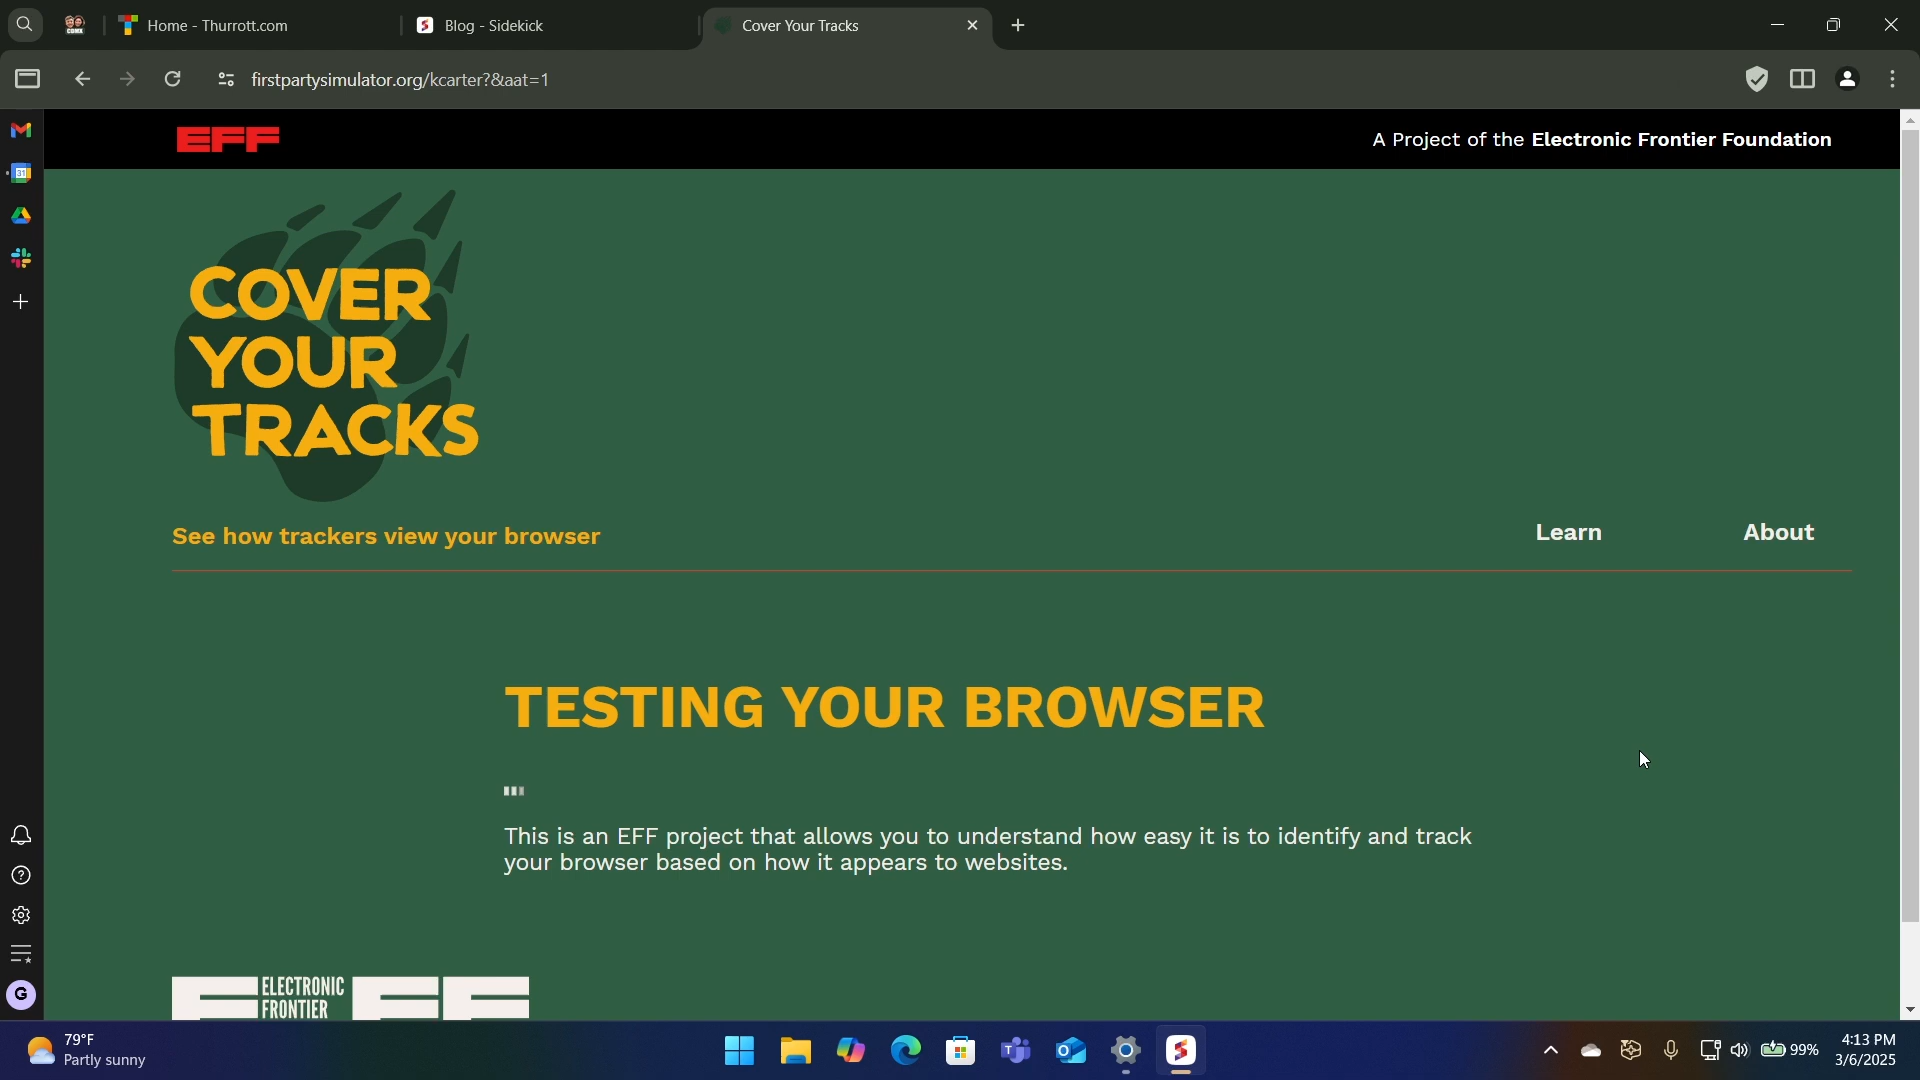 Home - Thurrott.com
Blog - Sidekick
Cover Your Tracks
firstpartysimulator.org/kcarter?&aat=1
EFF
A Project of the Electronic Frontier Foundation
31
COVER
YOUR
TRACKS
See how trackers view your browser
Learn
About
TESTING YOUR BROWSER
This is an EFF project that allows you to understand how easy it is to identify and track
your browser based on how it appears to websites.
G
ELECTRONIC
FRONTIER
79°F
Partly sunny
99%
4:13 PM
3/6/2025